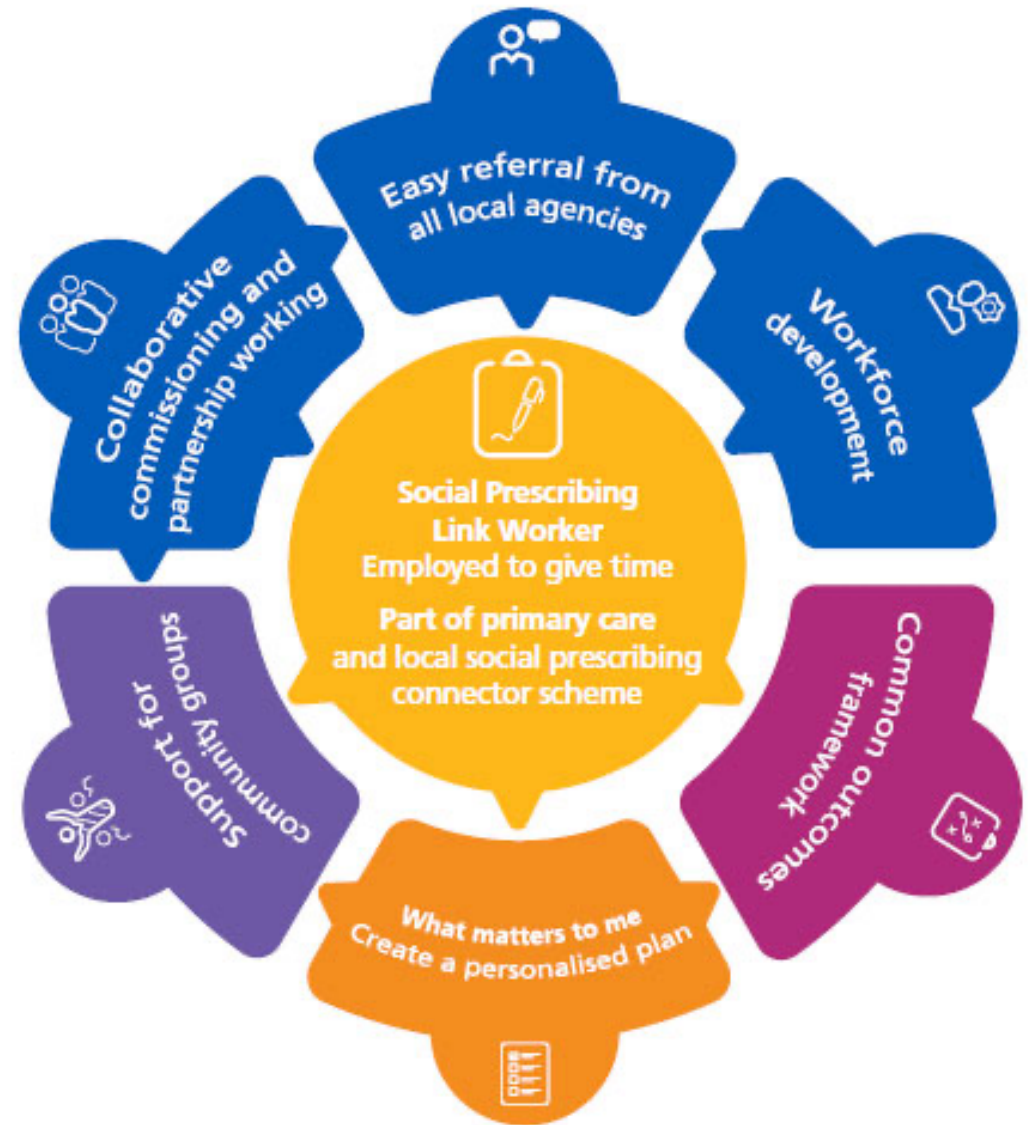 Easy referral from
all local agencies
Workforce
development
Common outcomes
framework
What matters to me
Create a personalised plan
Support for
community groups
Collaborative
commissioning and
partnership working
Social Prescribing
Link Worker
Employed to give time
Part of primary care
and local social prescribing
connector scheme